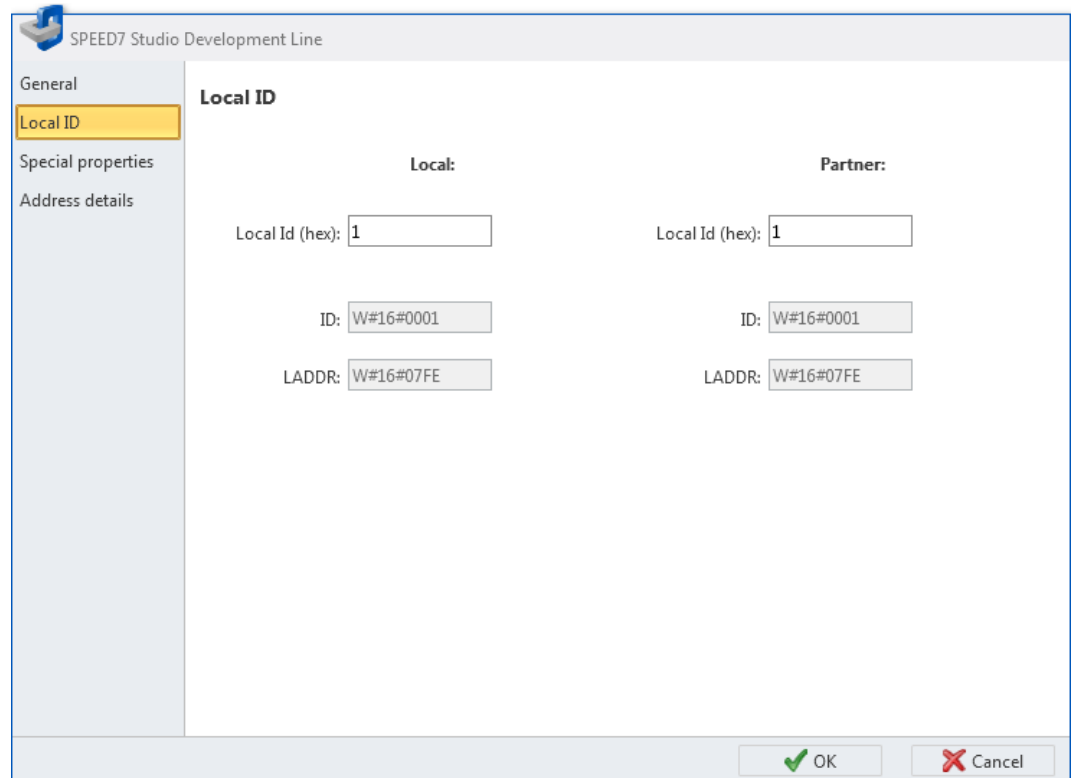 SPEED7 Studio Development Line
General
Local ID
Special properties
Address details
Local ID
Local: Partner:
Local Id (hex): 1 Local Id (hex): 1
ID: W#16#0001 ID: W#16#0001
LADDR: W#16#07FE LADDR: W#16#07FE
OK Cancel